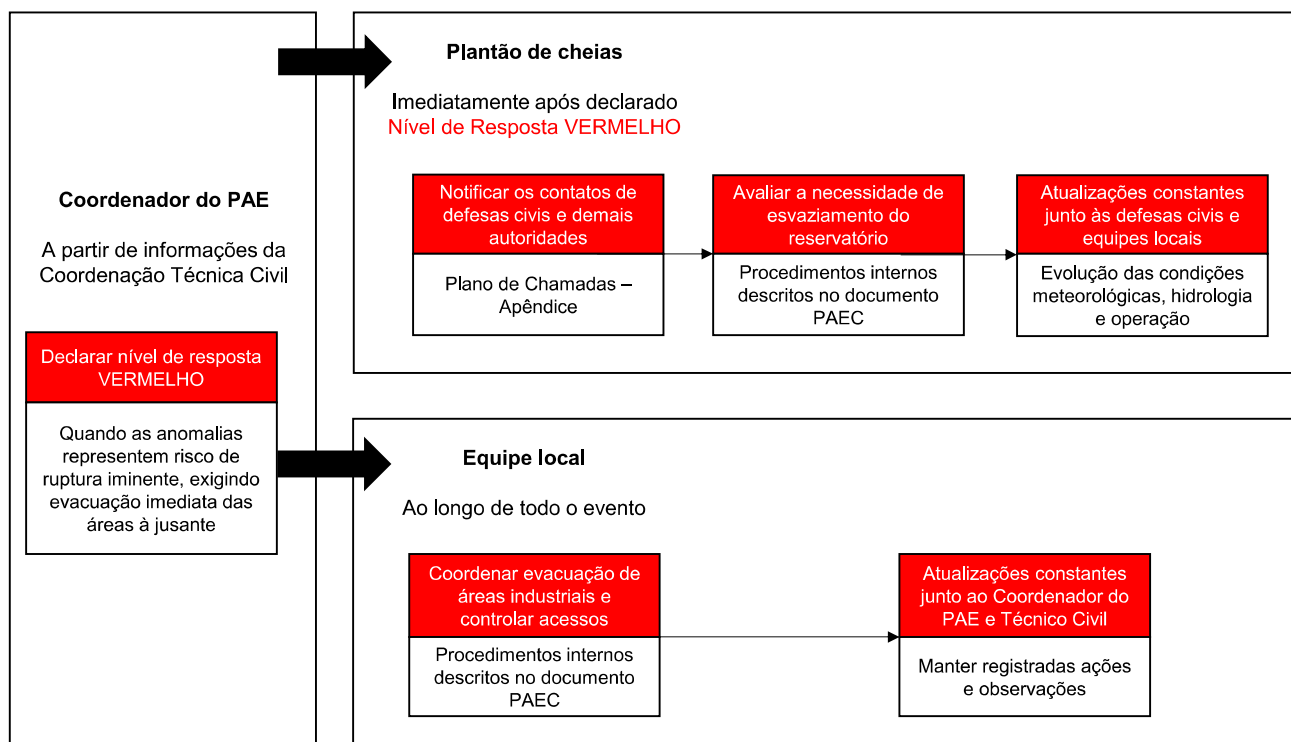 Coordenador do PAE
A partir de informações da
Coordenação Técnica Civil
Declarar nível de resposta
VERMELHO
Quando as anomalias
representem risco de
ruptura iminente, exigindo
evacuação imediata das
áreas à jusante
Plantão de cheias
Imediatamente após declarado
Nível de Resposta VERMELHO
Notificar os contatos de
defesas civis e demais
autoridades
Plano de Chamadas –
Apêndice
Avaliar a necessidade de
esvaziamento do
reservatório
Procedimentos internos
descritos no documento
PAEC
Atualizações constantes
junto às defesas civis e
equipes locais
Evolução das condições
meteorológicas, hidrologia
e operação
Equipe local
Ao longo de todo o evento
Coordenar evacuação de
áreas industriais e
controlar acessos
Procedimentos internos
descritos no documento
PAEC
Atualizações constantes
junto ao Coordenador do
PAE e Técnico Civil
Manter registradas ações
e observações